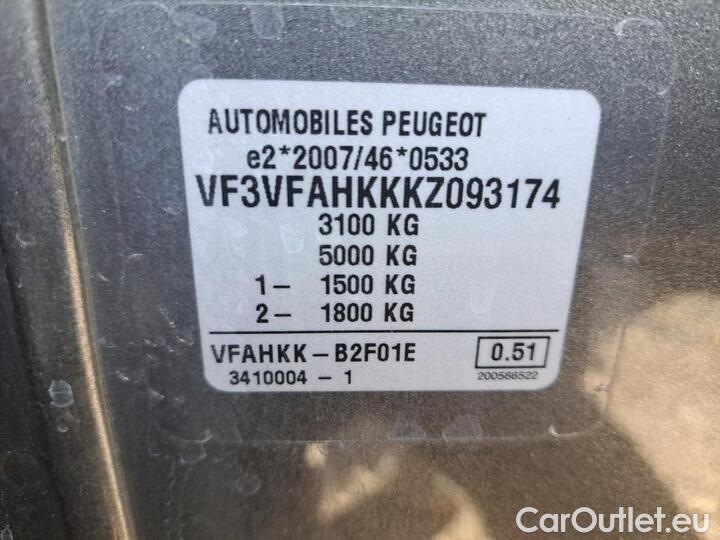 AUTOMOBILES PEUGEOT
e2*2007/46*0533
VF3VFAHKKKZ093174
3100 KG
5000 KG
1- 1500 KG
2- 1800 KG
VFAHKK-B2F01E
0.51
3410004-1
200566522
CarOutlet.eu